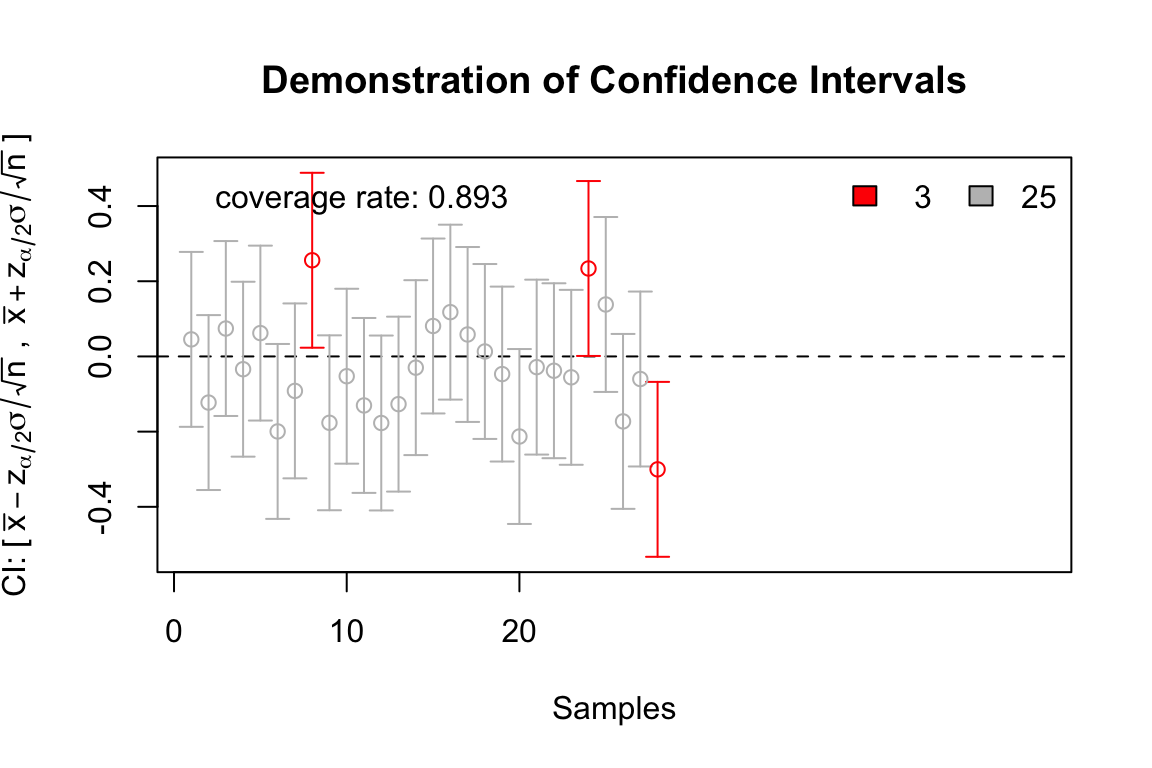 Demonstration of Confidence Intervals
CI: [ x̅ − zα/2σ/√n , x̅ + zα/2σ/√n ]
coverage rate: 0.893
3 25
0.4
0.2
0.0
-0.4
0 10 20
Samples